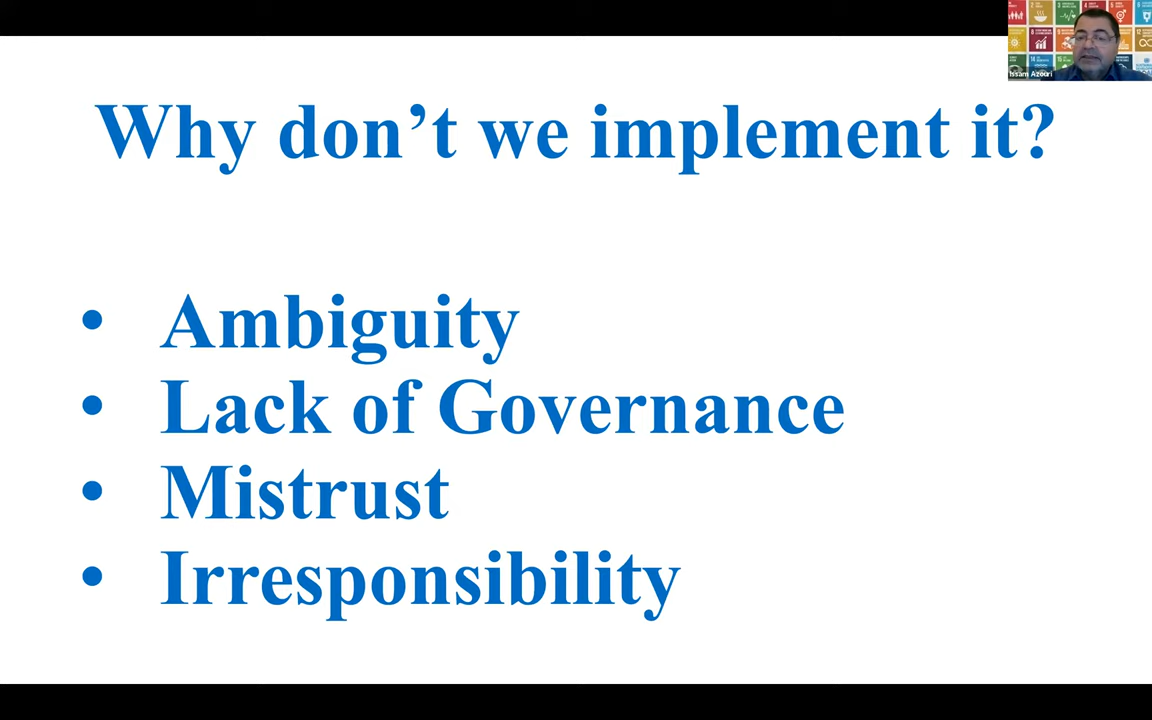 Why don’t we implement it?
• Ambiguity
• Lack of Governance
• Mistrust
• Irresponsibility
Issam Azouri